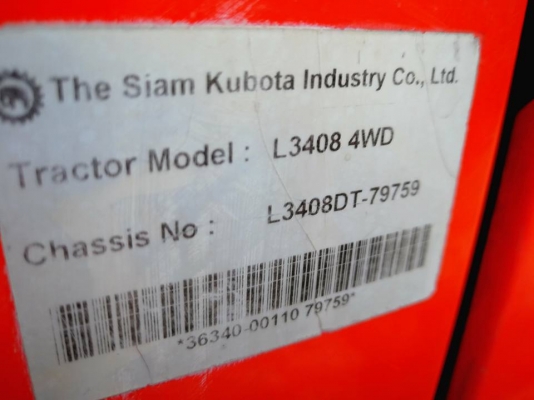 The Siam Kubota Industry Co., Ltd.
Tractor Model : L3408 4WD
Chassis No : L3408DT-79759
*36340-00110 79759*